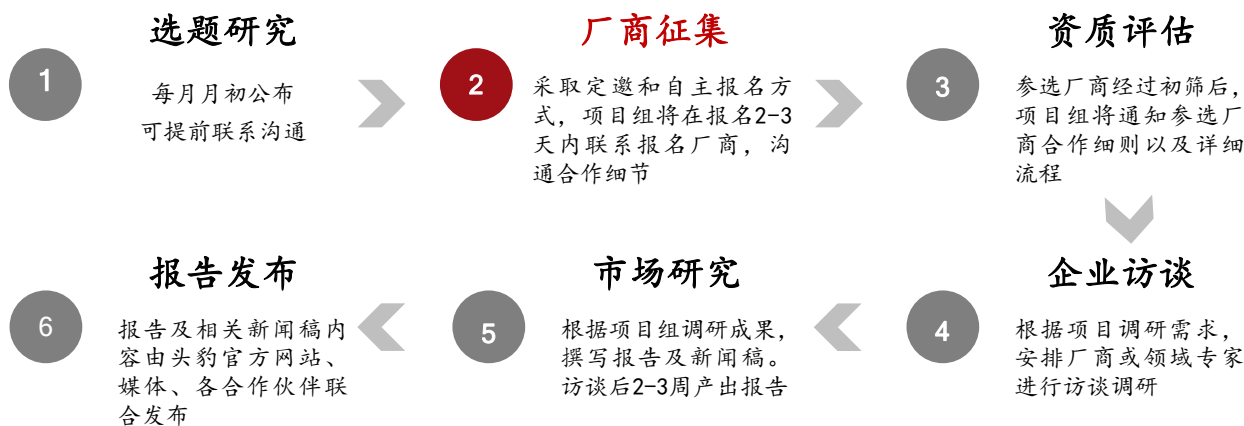 选题研究
1
每月月初公布
可提前联系沟通
厂商征集
2
采取定邀和自主报名方
式，项目组将在报名2-3
天内联系报名厂商，沟
通合作细节
资质评估
3
参选厂商经过初筛后，
项目组将通知参选厂
商合作细则以及详细
流程
企业访谈
4
根据项目调研需求，
安排厂商或领域专家
进行访谈调研
市场研究
5
根据项目组调研成果，
撰写报告及新闻稿。
访谈后2-3周产出报告
报告发布
6
报告及相关新闻稿内
容由头豹官方网站、
媒体、各合作伙伴联
合发布